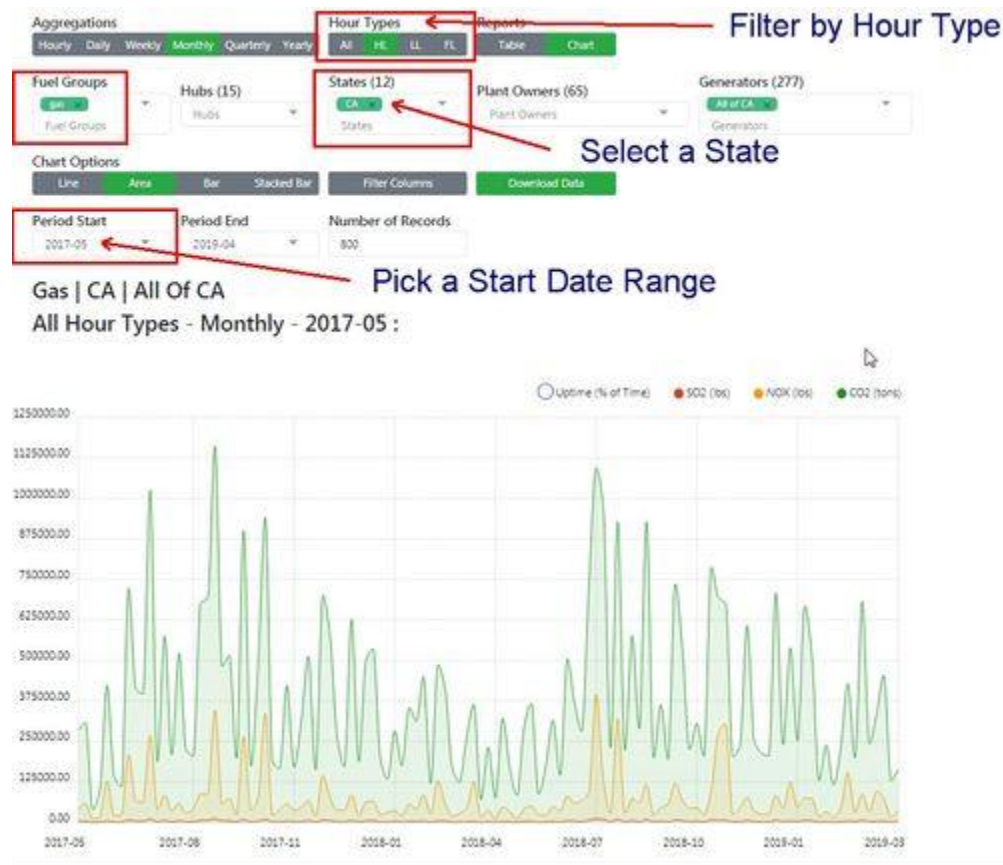 Aggregations
Hour Types
Reports
Filter by Hour Type
Hourly Daily Weekly Monthly Quarterly Yearly
All HL LL FL
Table Chart
Fuel Groups
Hubs (15)
States (12)
Plant Owners (65)
Generators (277)
gas ×
Fuel Groups
Hubs
CA ×
States
Plant Owners
All of CA ×
Generators
Select a State
Chart Options
Line Area Bar Stacked Bar
Filter Columns
Download Data
Period Start
Period End
Number of Records
2017-05
2019-04
800
Pick a Start Date Range
Gas | CA | All Of CA
All Hour Types - Monthly - 2017-05 :
Uptime (% of Time) SO2 (lbs) NOX (lbs) CO2 (tons)
1250000.00
1125000.00
1000000.00
875000.00
750000.00
625000.00
500000.00
375000.00
250000.00
125000.00
0.00
2017-05 2017-08 2017-11 2018-01 2018-04 2018-07 2018-10 2019-01 2019-03